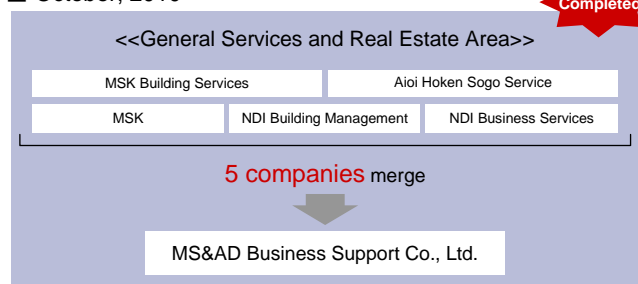 October, 2010
Completed
<<General Services and Real Estate Area>>
MSK Building Services
Aioi Hoken Sogo Service
MSK
NDI Building Management
NDI Business Services
5 companies merge
MS&AD Business Support Co., Ltd.